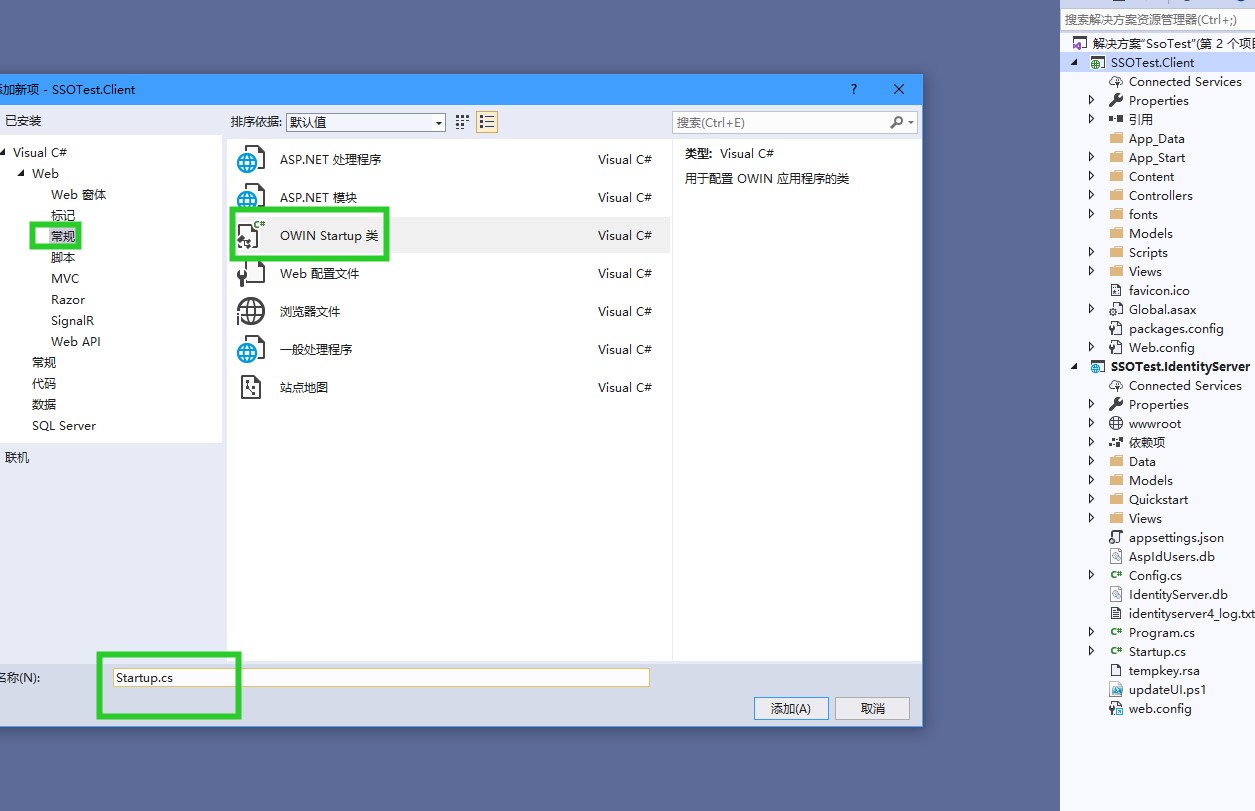 添加新项 - SSOTest.Client
?
已安装
Visual C#
Web
Web 窗体
标记
常规
脚本
MVC
Razor
SignalR
Web API
常规
代码
数据
SQL Server
联机
排序依据: 默认值
搜索(Ctrl+E)
ASP.NET 处理程序 Visual C#
ASP.NET 模块 Visual C#
OWIN Startup 类 Visual C#
Web 配置文件 Visual C#
浏览器文件 Visual C#
一般处理程序 Visual C#
站点地图 Visual C#
类型: Visual C#
用于配置 OWIN 应用程序的类
名称(N): Startup.cs
添加(A) 取消
搜索解决方案资源管理器(Ctrl+;)
解决方案"SsoTest"(第 2 个项目
SSOTest.Client
Connected Services
Properties
引用
App_Data
App_Start
Content
Controllers
fonts
Models
Scripts
Views
favicon.ico
Global.asax
packages.config
Web.config
SSOTest.IdentityServer
Connected Services
Properties
wwwroot
依赖项
Data
Models
Quickstart
Views
appsettings.json
AspIdUsers.db
C# Config.cs
IdentityServer.db
identityserver4_log.txt
C# Program.cs
C# Startup.cs
tempkey.rsa
updateUI.ps1
web.config